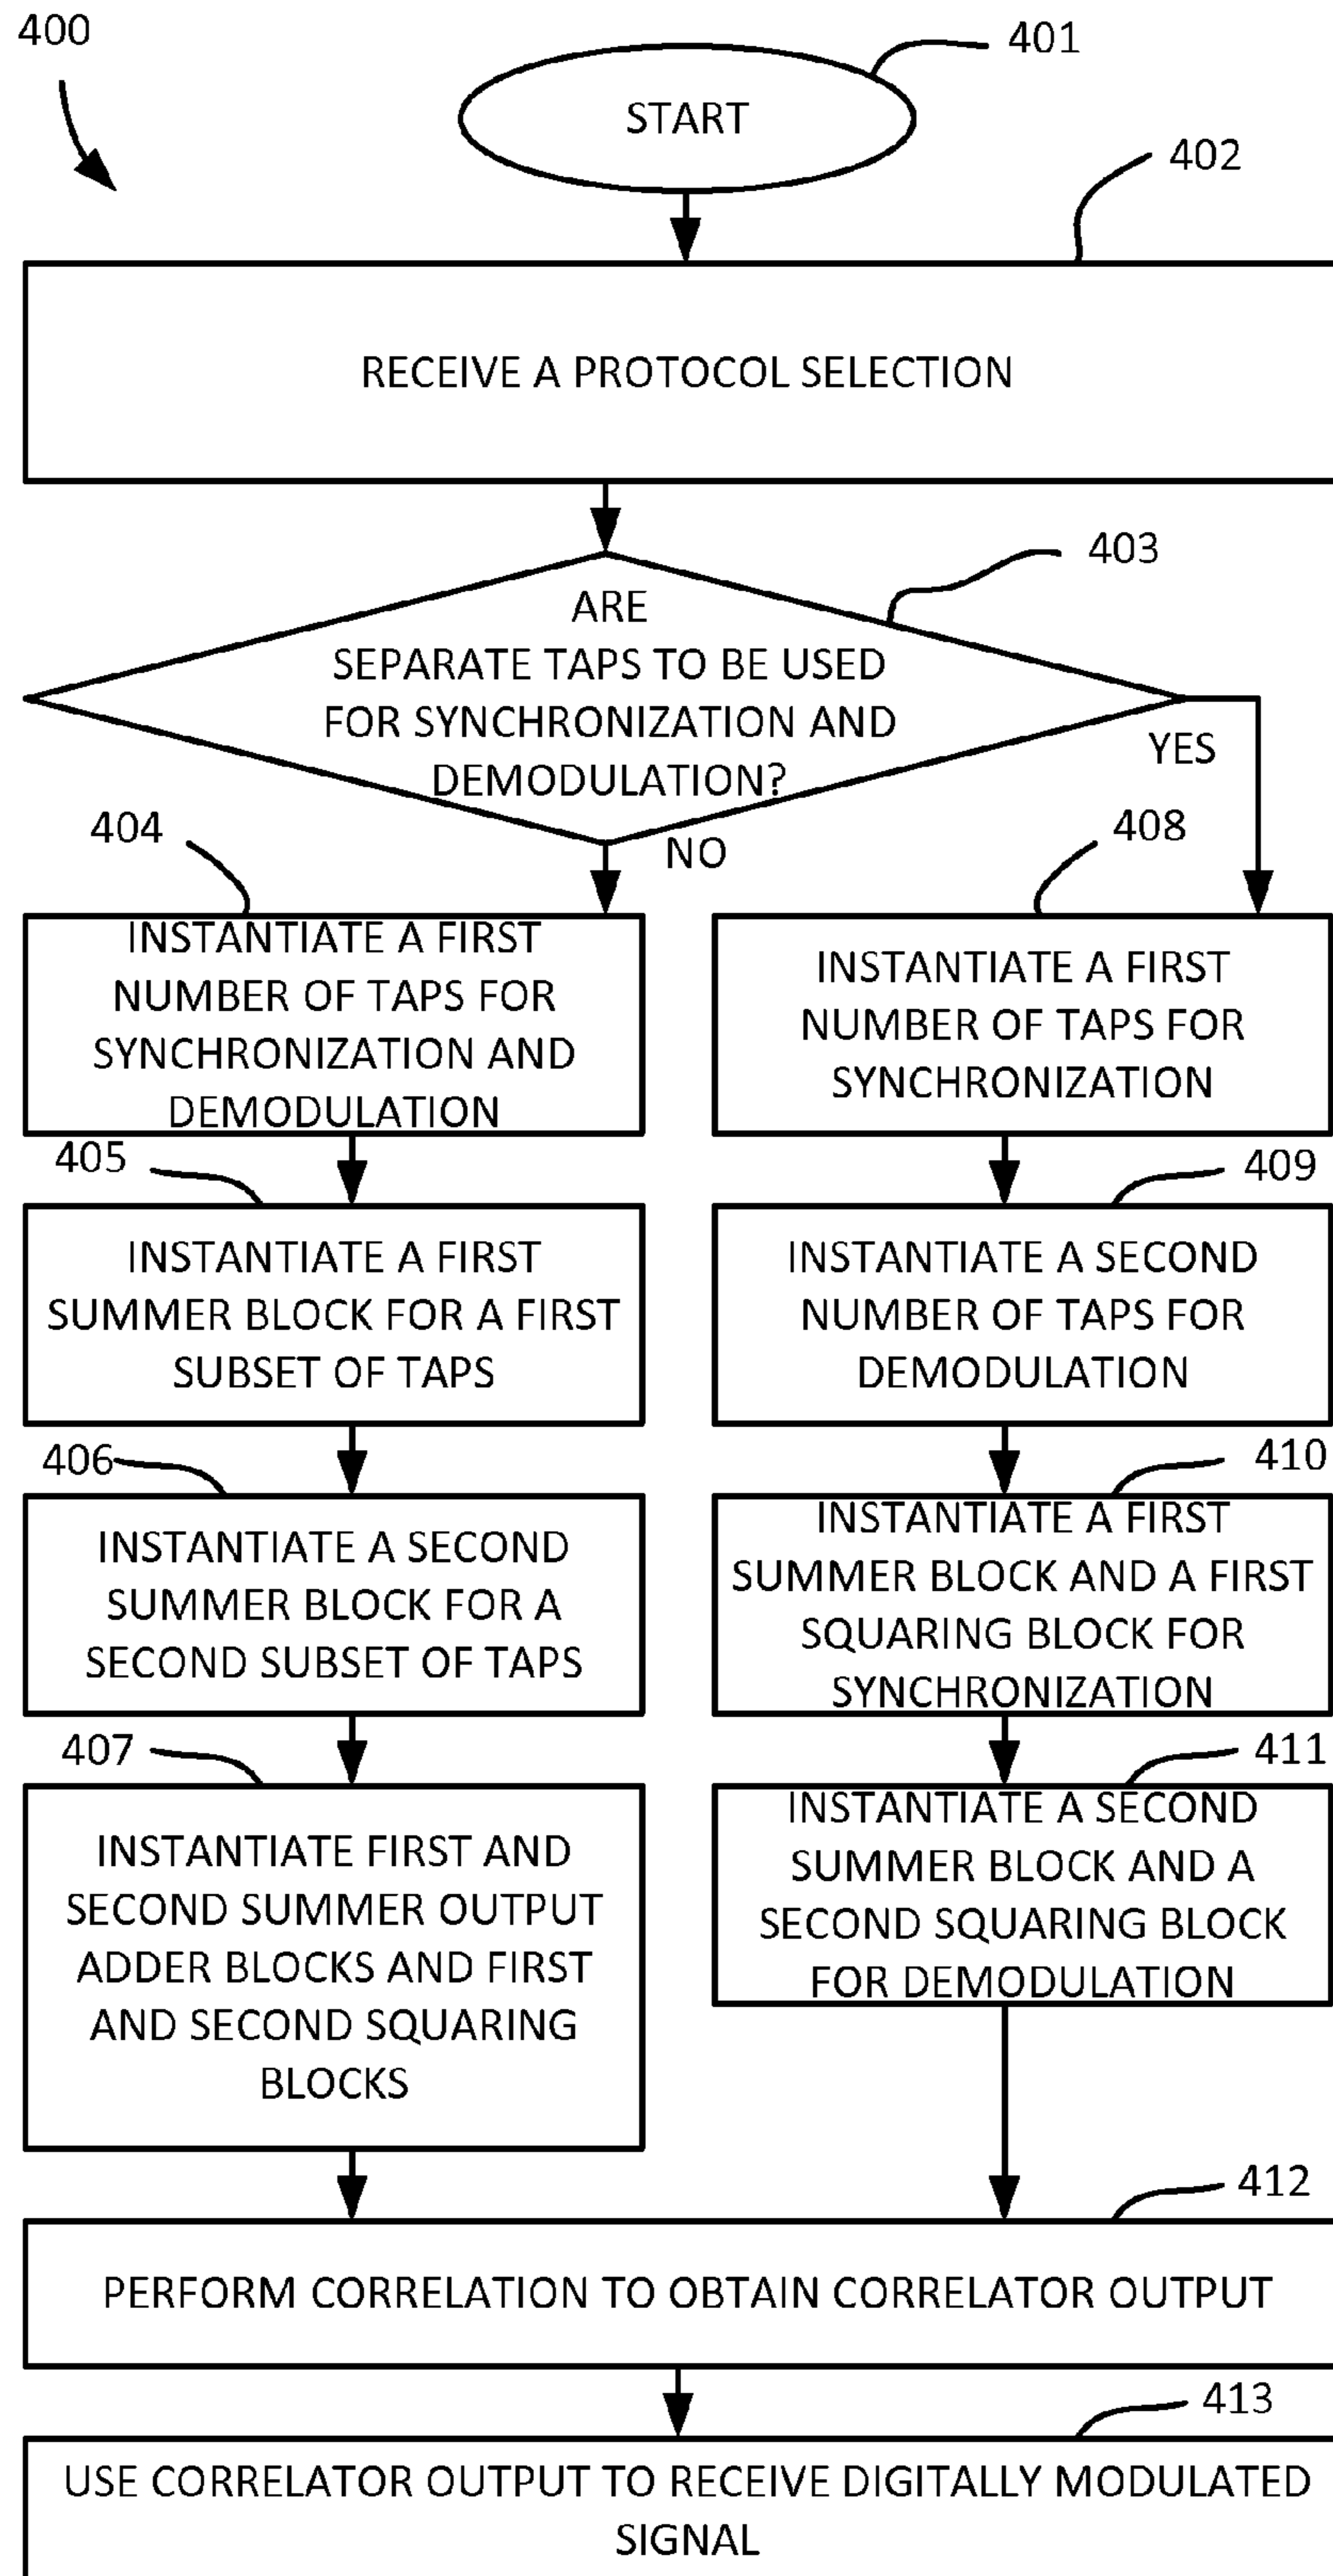 400
401
START
402
RECEIVE A PROTOCOL SELECTION
403
ARE
SEPARATE TAPS TO BE USED
FOR SYNCHRONIZATION AND
DEMODULATION?
YES
NO
404
INSTANTIATE A FIRST
NUMBER OF TAPS FOR
SYNCHRONIZATION AND
DEMODULATION
405
INSTANTIATE A FIRST
SUMMER BLOCK FOR A FIRST
SUBSET OF TAPS
406
INSTANTIATE A SECOND
SUMMER BLOCK FOR A
SECOND SUBSET OF TAPS
407
INSTANTIATE FIRST AND
SECOND SUMMER OUTPUT
ADDER BLOCKS AND FIRST
AND SECOND SQUARING
BLOCKS
408
INSTANTIATE A FIRST
NUMBER OF TAPS FOR
SYNCHRONIZATION
409
INSTANTIATE A SECOND
NUMBER OF TAPS FOR
DEMODULATION
410
INSTANTIATE A FIRST
SUMMER BLOCK AND A FIRST
SQUARING BLOCK FOR
SYNCHRONIZATION
411
INSTANTIATE A SECOND
SUMMER BLOCK AND A
SECOND SQUARING BLOCK
FOR DEMODULATION
412
PERFORM CORRELATION TO OBTAIN CORRELATOR OUTPUT
413
USE CORRELATOR OUTPUT TO RECEIVE DIGITALLY MODULATED
SIGNAL